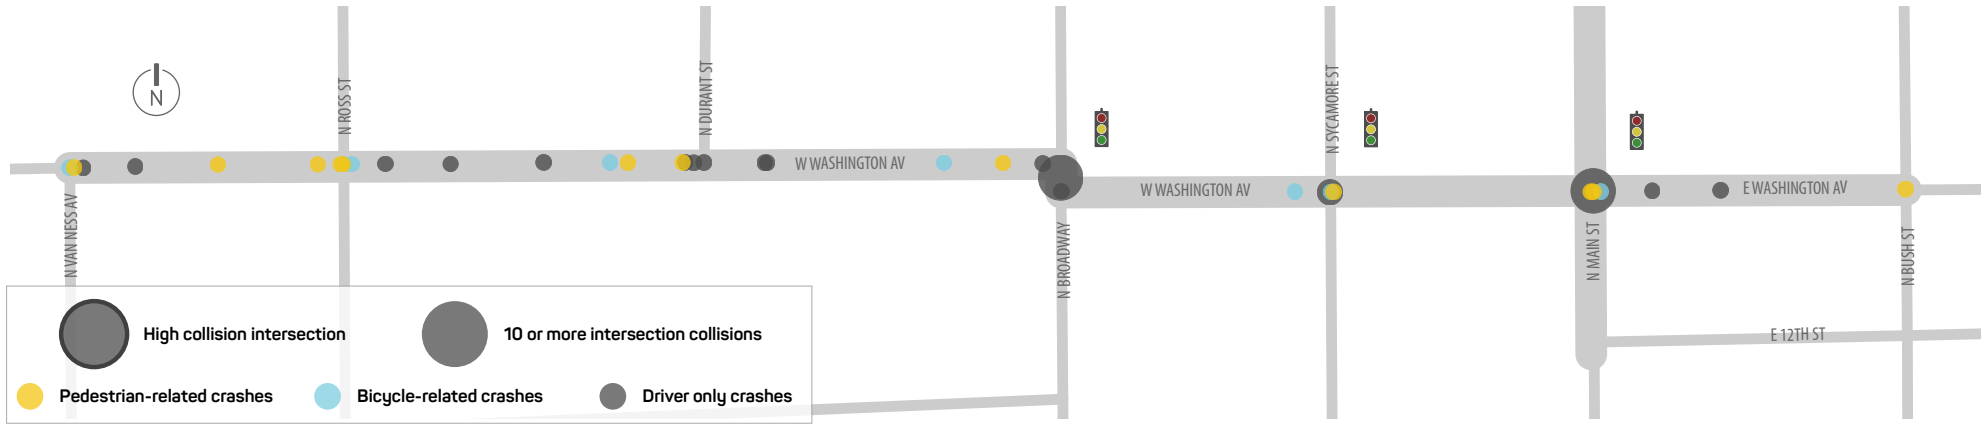 N
N ROSS ST
N DURANT ST
N SYCAMORE ST
W WASHINGTON AV
W WASHINGTON AV
E WASHINGTON AV
N VAN NESS AV
N BROADWAY
N MAIN ST
N BUSH ST
E 12TH ST
High collision intersection
10 or more intersection collisions
Pedestrian-related crashes
Bicycle-related crashes
Driver only crashes